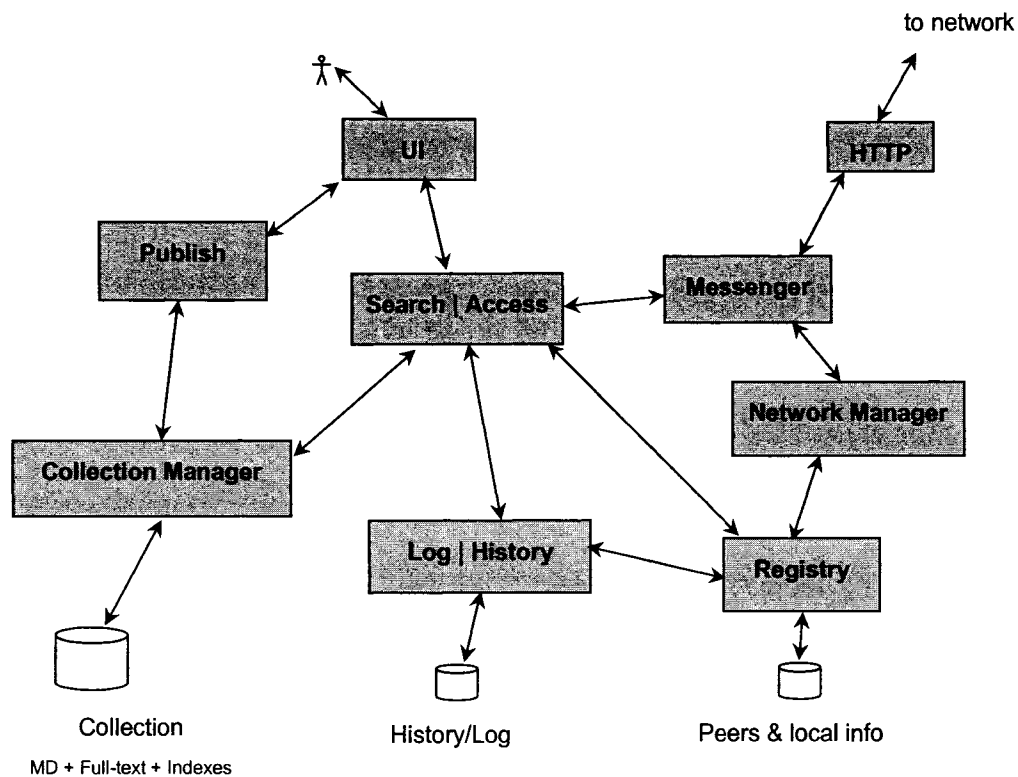 to network
UI
HTTP
Publish
Search | Access
Messenger
Network Manager
Collection Manager
Log | History
Registry
Collection
History/Log
Peers & local info
MD + Full-text + Indexes